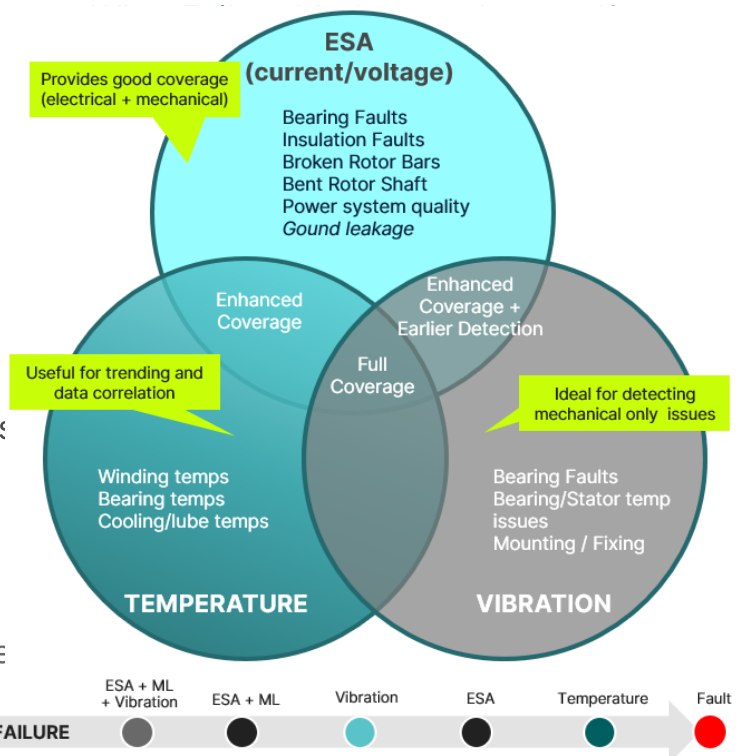 ESA
(current/voltage)
Provides good coverage
(electrical + mechanical)
Bearing Faults
Insulation Faults
Broken Rotor Bars
Bent Rotor Shaft
Power system quality
Gound leakage
Enhanced
Coverage
Enhanced
Coverage +
Earlier Detection
Full
Coverage
Useful for trending and
data correlation
Ideal for detecting
mechanical only issues
Winding temps
Bearing temps
Cooling/lube temps
Bearing Faults
Bearing/Stator temp
issues
Mounting / Fixing
TEMPERATURE
VIBRATION
ESA + ML
+ Vibration
ESA + ML
Vibration
ESA
Temperature
Fault
FAILURE